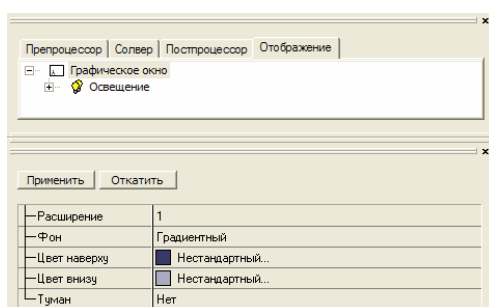 Препроцессор Солвер Постпроцессор Отображение
Графическое окно
Освещение
Применить Откатить
Расширение 1
Фон Градиентный
Цвет наверху Нестандартный...
Цвет внизу Нестандартный...
Туман Нет